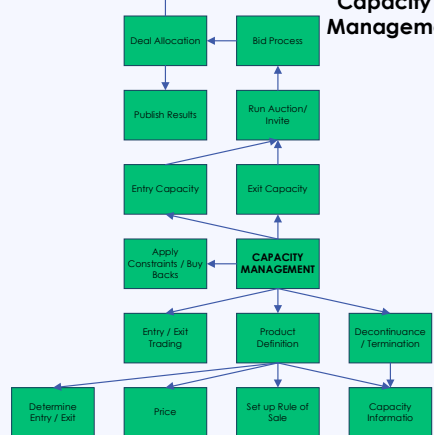 Capacity
Managem
Deal Allocation
Bid Process
Publish Results
Run Auction/
Invite
Entry Capacity
Exit Capacity
Apply
Constraints / Buy
Backs
CAPACITY
MANAGEMENT
Entry / Exit
Trading
Product
Definition
Decontinuance
/ Termination
Determine
Entry / Exit
Price
Set up Rule of
Sale
Capacity
Informatio